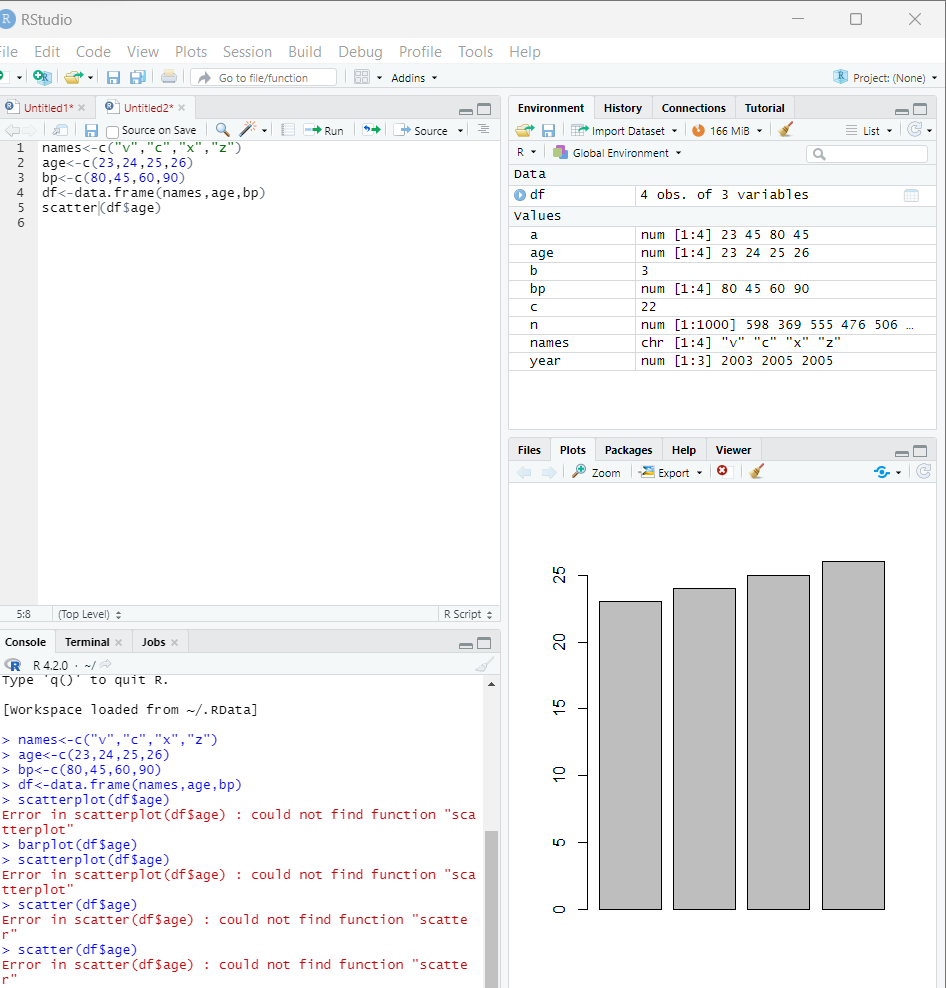 RStudio
File Edit Code View Plots Session Build Debug Profile Tools Help
Go to file/function Addins Project: (None)
Untitled1* Untitled2*
Source on Save Run Source
1 names<-c("v","c","x","z")
2 age<-c(23,24,25,26)
3 bp<-c(80,45,60,90)
4 df<-data.frame(names,age,bp)
5 scatter(df$age)
6
5:8 (Top Level) R Script
Console Terminal Jobs
R 4.2.0 · ~/
Type 'q()' to quit R.
[Workspace loaded from ~/.RData]
> names<-c("v","c","x","z")
> age<-c(23,24,25,26)
> bp<-c(80,45,60,90)
> df<-data.frame(names,age,bp)
> scatterplot(df$age)
Error in scatterplot(df$age) : could not find function "sca
tterplot"
> barplot(df$age)
> scatterplot(df$age)
Error in scatterplot(df$age) : could not find function "sca
tterplot"
> scatter(df$age)
Error in scatter(df$age) : could not find function "scatte
r"
> scatter(df$age)
Error in scatter(df$age) : could not find function "scatte
r"
Environment History Connections Tutorial
Import Dataset 166 MiB List
R Global Environment
Data
df 4 obs. of 3 variables
Values
a num [1:4] 23 45 80 45
age num [1:4] 23 24 25 26
b 3
bp num [1:4] 80 45 60 90
c 22
n num [1:1000] 598 369 555 476 506 …
names chr [1:4] "v" "c" "x" "z"
year num [1:3] 2003 2005 2005
Files Plots Packages Help Viewer
Zoom Export
25
20
15
10
5
0